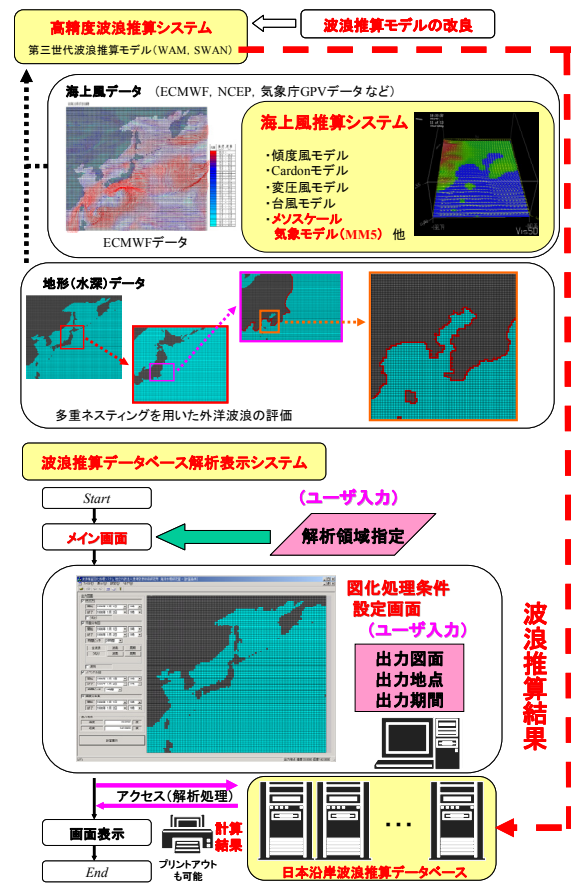 高精度波浪推算システム
第三世代波浪推算モデル(WAM, SWAN)
波浪推算モデルの改良
海上風データ (ECMWF, NCEP, 気象庁GPVデータ など)
ECMWFデータ
海上風推算システム
・傾度風モデル
・Cardonモデル
・変圧風モデル
・台風モデル
・メソスケール
気象モデル(MM5) 他
Vis5D
地形(水深)データ
多重ネスティングを用いた外洋波浪の評価
波浪推算データベース解析表示システム
Start
(ユーザ入力)
メイン画面
解析領域指定
図化処理条件
設定画面
(ユーザ入力)
出力図面
出力地点
出力期間
波浪推算結果
アクセス(解析処理)
画面表示
計算
結果
…
プリントアウト
も可能
End
日本沿岸波浪推算データベース